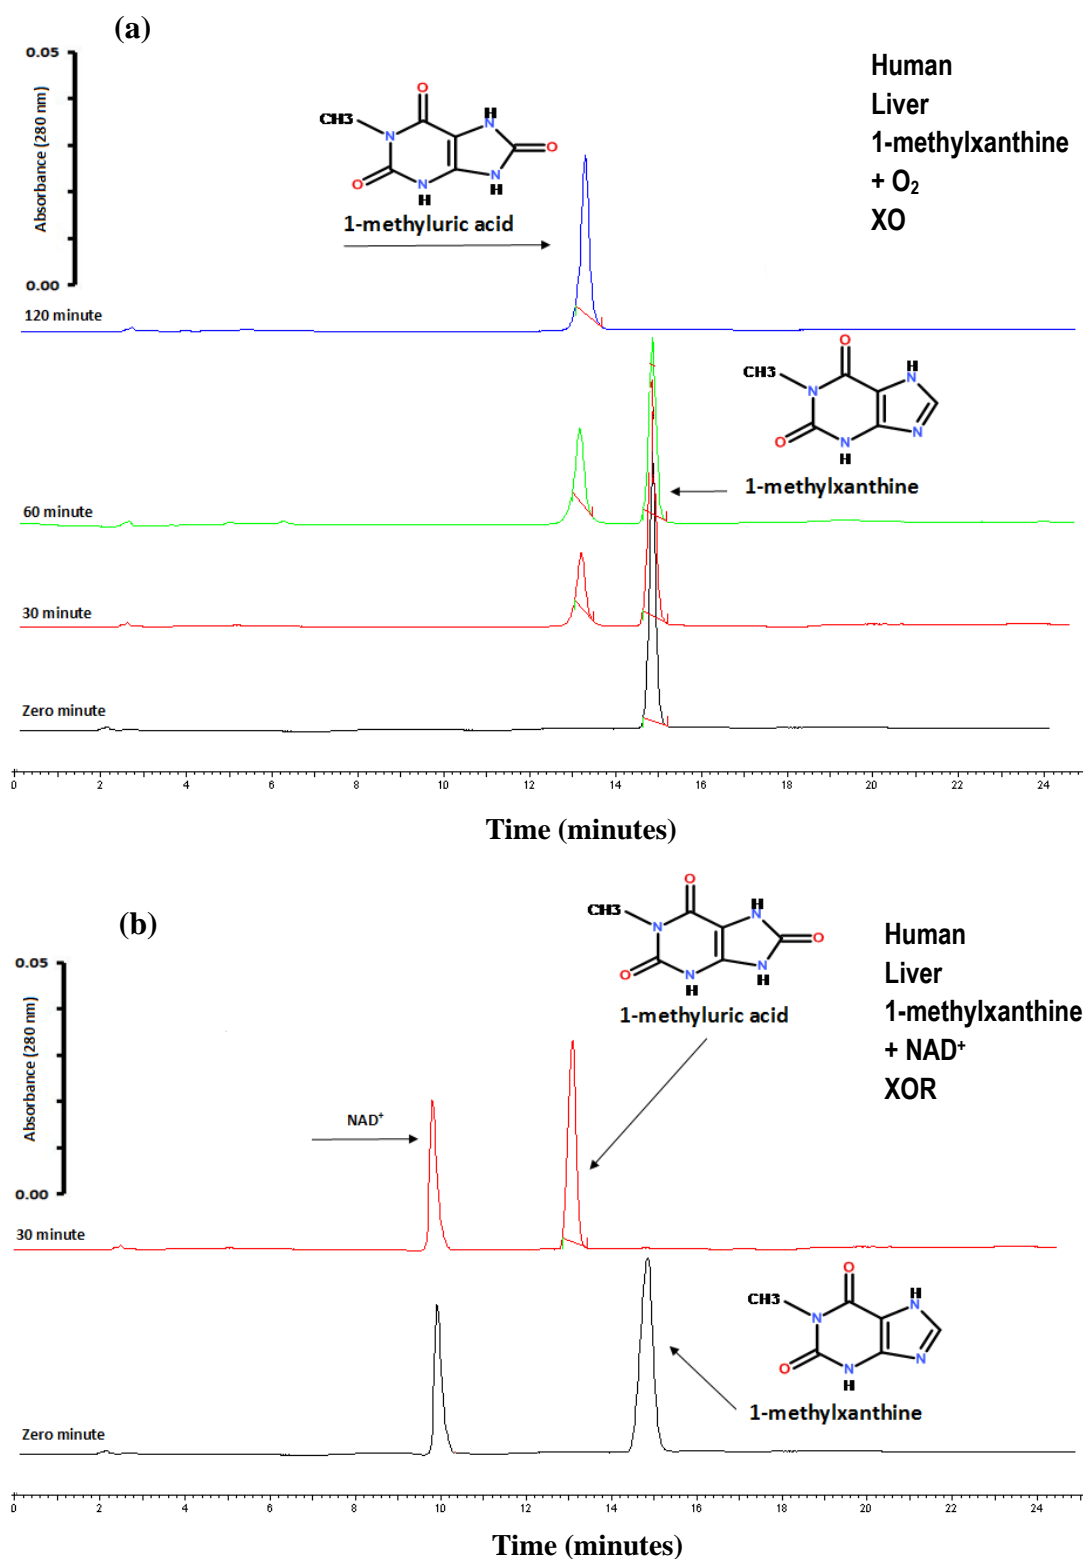 (a)
0.05
Absorbance (280 nm)
0.00
Human
Liver
1-methylxanthine
+ O₂
XO
O
CH3
N
H
N
O
O
N
H
N
H
1-methyluric acid
120 minute
O
CH3
N
H
N
O
N
H
N
1-methylxanthine
60 minute
30 minute
Zero minute
0 2 4 6 8 10 12 14 16 18 20 22 24
Time (minutes)
(b)
0.05
Absorbance (280 nm)
0.00
O
CH3
N
H
N
O
O
N
H
N
H
1-methyluric acid
Human
Liver
1-methylxanthine
+ NAD⁺
XOR
NAD⁺
30 minute
O
CH3
N
H
N
O
N
H
N
1-methylxanthine
Zero minute
0 2 4 6 8 10 12 14 16 18 20 22 24
Time (minutes)